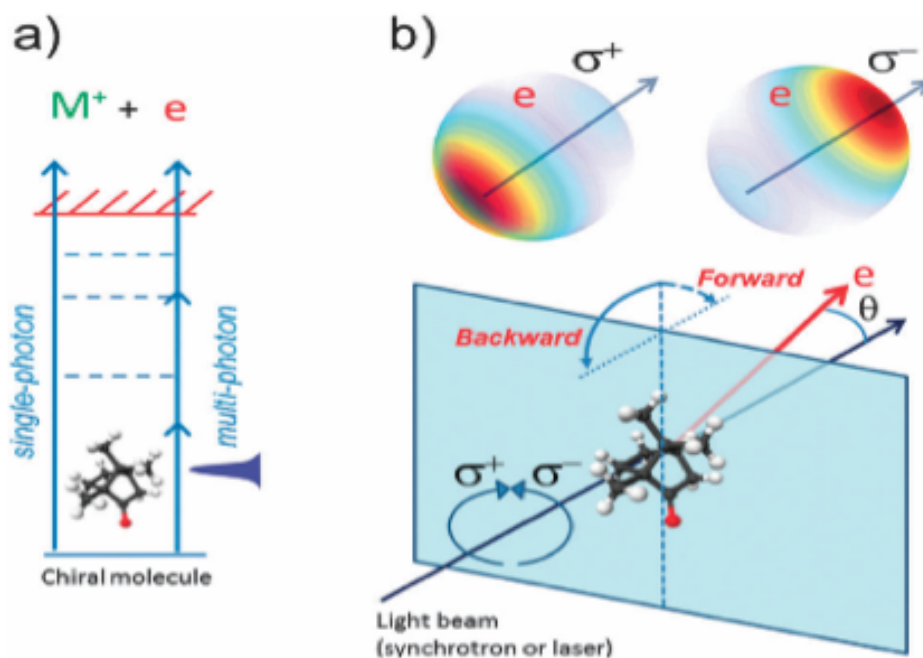 a)
M⁺ + e
single-photon
multi-photon
Chiral molecule
b)
σ⁺
e
σ⁻
e
Forward
Backward
e
θ
σ⁺ σ⁻
Light beam
(synchrotron or laser)